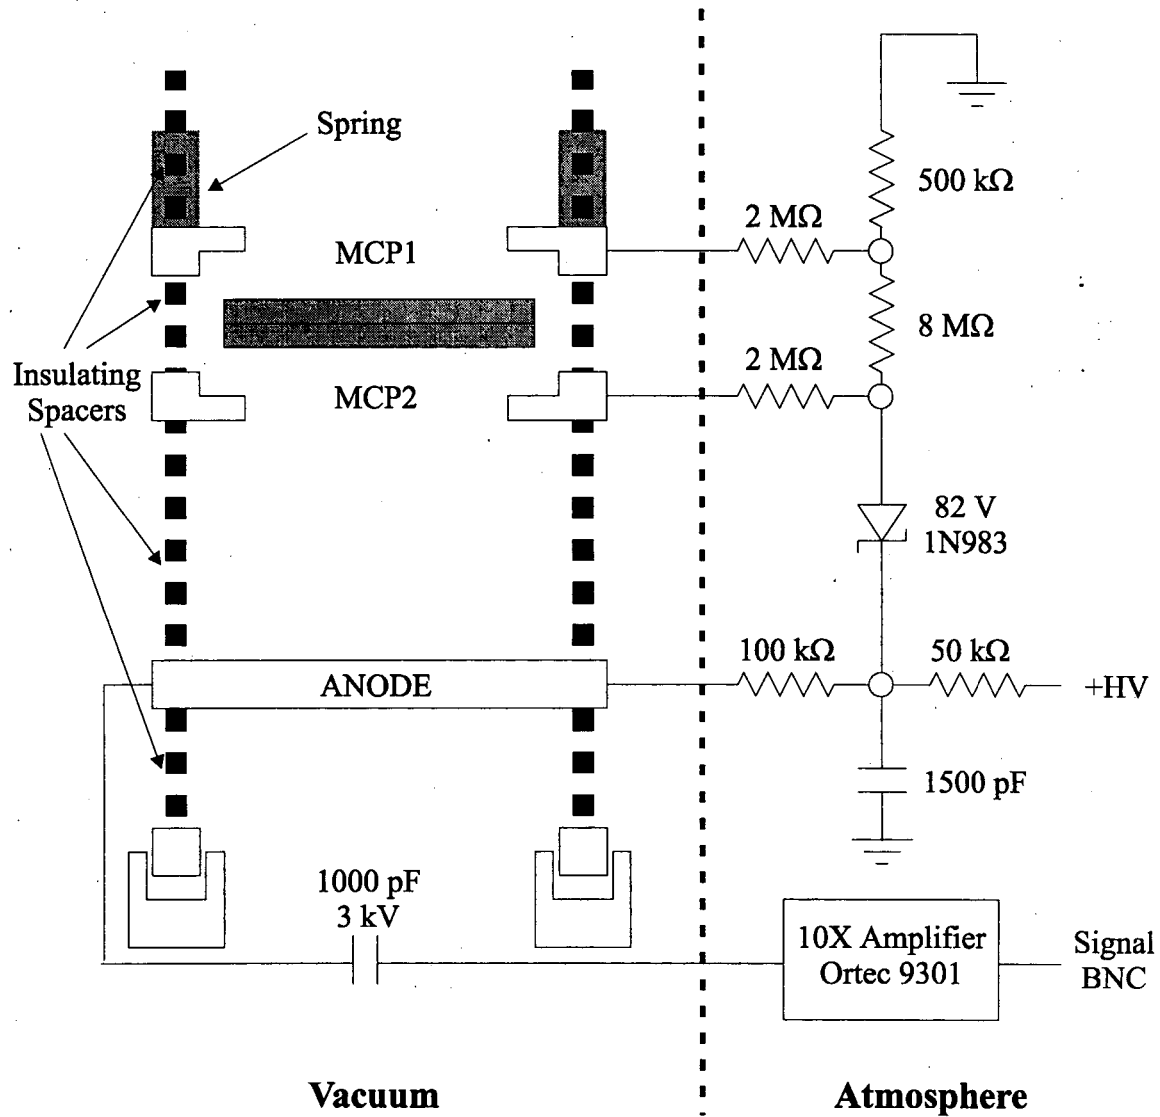 Spring
500 kΩ
2 MΩ
MCP1
8 MΩ
2 MΩ
Insulating
Spacers
MCP2
82 V
1N983
100 kΩ
50 kΩ
ANODE
+HV
1500 pF
1000 pF
3 kV
10X Amplifier
Ortec 9301
Signal
BNC
Vacuum
Atmosphere